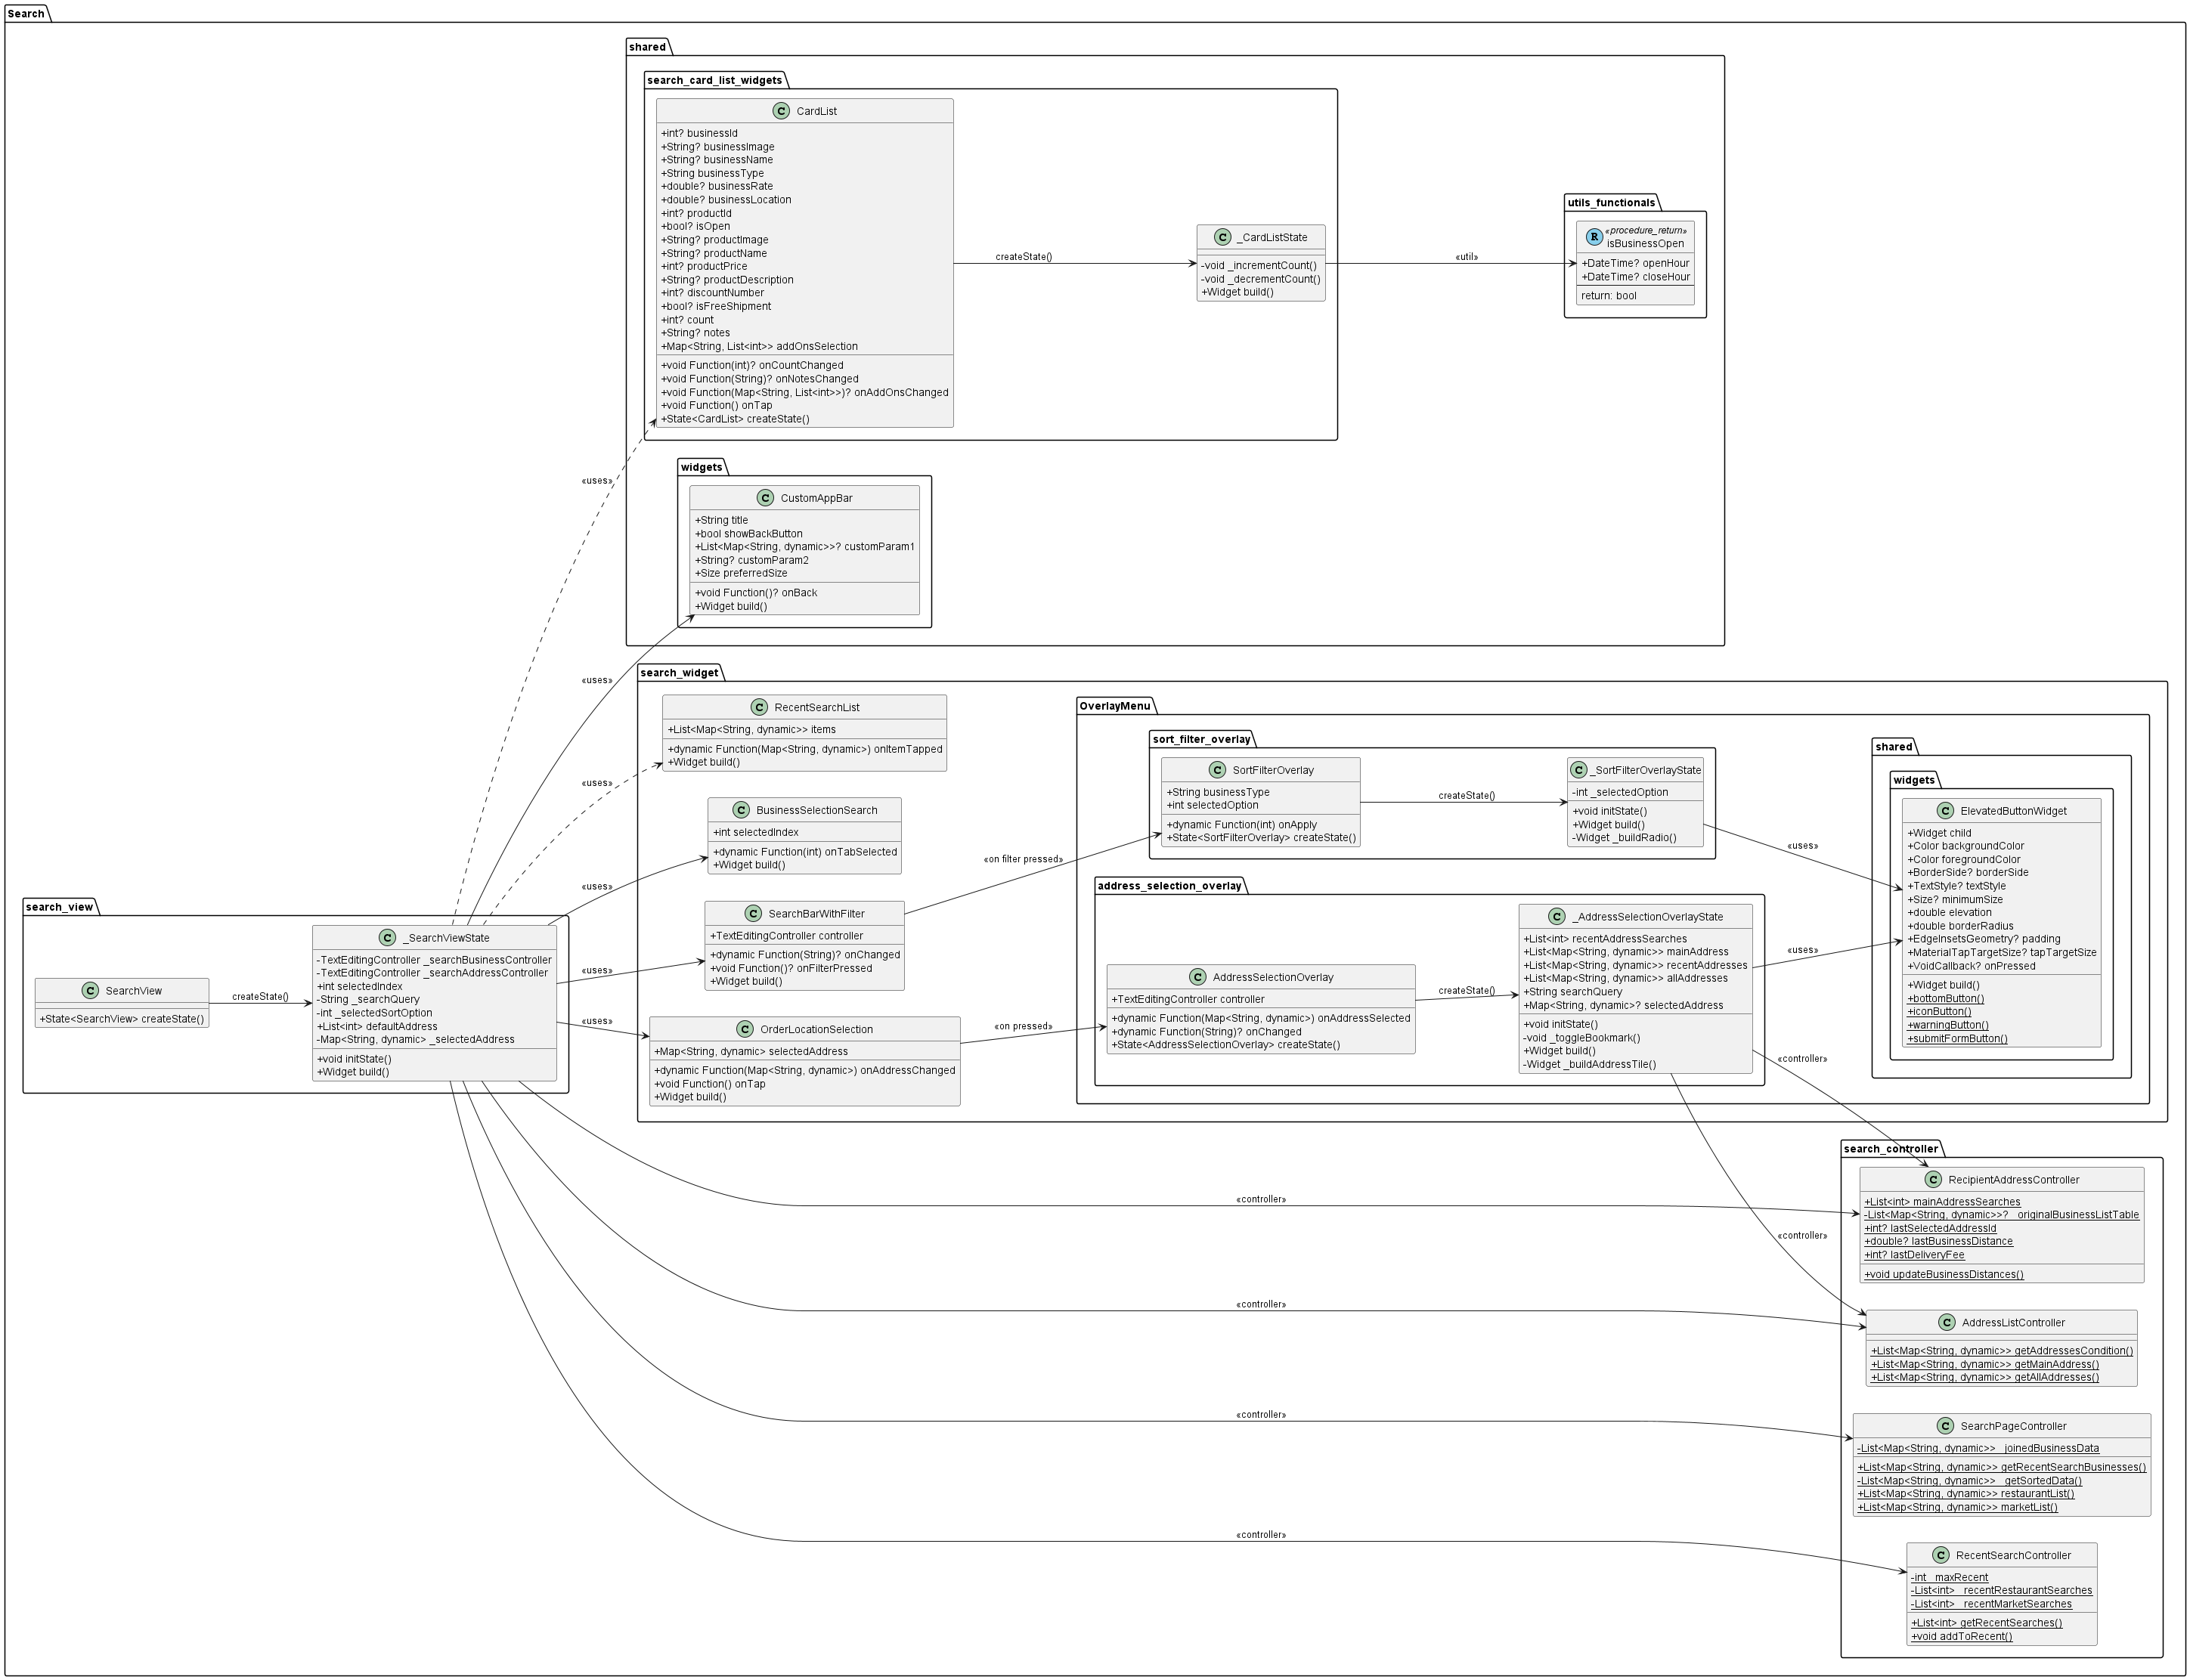 Search
shared
search_card_list_widgets
CardList
+int? businessId
+String? businessImage
+String? businessName
+String businessType
+double? businessRate
+double? businessLocation
+int? productId
+bool? isOpen
+String? productImage
+String? productName
+int? productPrice
+String? productDescription
+int? discountNumber
+bool? isFreeShipment
+int? count
+String? notes
+Map<String, List<int>> addOnsSelection
+void Function(int)? onCountChanged
+void Function(String)? onNotesChanged
+void Function(Map<String, List<int>>)? onAddOnsChanged
+void Function() onTap
+State<CardList> createState()
createState()
_CardListState
-void _incrementCount()
-void _decrementCount()
+Widget build()
«util»
utils_functionals
R
«procedure_return»
isBusinessOpen
+DateTime? openHour
+DateTime? closeHour
return: bool
«uses»
widgets
CustomAppBar
+String title
+bool showBackButton
+List<Map<String, dynamic>>? customParam1
+String? customParam2
+Size preferredSize
+void Function()? onBack
+Widget build()
«uses»
search_widget
RecentSearchList
+List<Map<String, dynamic>> items
+dynamic Function(Map<String, dynamic>) onItemTapped
+Widget build()
«uses»
BusinessSelectionSearch
+int selectedIndex
+dynamic Function(int) onTabSelected
+Widget build()
«uses»
SearchBarWithFilter
+TextEditingController controller
+dynamic Function(String)? onChanged
+void Function()? onFilterPressed
+Widget build()
«uses»
OrderLocationSelection
+Map<String, dynamic> selectedAddress
+dynamic Function(Map<String, dynamic>) onAddressChanged
+void Function() onTap
+Widget build()
«uses»
«on filter pressed»
«on pressed»
OverlayMenu
sort_filter_overlay
SortFilterOverlay
+String businessType
+int selectedOption
+dynamic Function(int) onApply
+State<SortFilterOverlay> createState()
createState()
_SortFilterOverlayState
-int _selectedOption
+void initState()
+Widget build()
-Widget _buildRadio()
«uses»
address_selection_overlay
AddressSelectionOverlay
+TextEditingController controller
+dynamic Function(Map<String, dynamic>) onAddressSelected
+dynamic Function(String)? onChanged
+State<AddressSelectionOverlay> createState()
createState()
_AddressSelectionOverlayState
+List<int> recentAddressSearches
+List<Map<String, dynamic>> mainAddress
+List<Map<String, dynamic>> recentAddresses
+List<Map<String, dynamic>> allAddresses
+String searchQuery
+Map<String, dynamic>? selectedAddress
+void initState()
-void _toggleBookmark()
+Widget build()
-Widget _buildAddressTile()
«uses»
shared
widgets
ElevatedButtonWidget
+Widget child
+Color backgroundColor
+Color foregroundColor
+BorderSide? borderSide
+TextStyle? textStyle
+Size? minimumSize
+double elevation
+double borderRadius
+EdgeInsetsGeometry? padding
+MaterialTapTargetSize? tapTargetSize
+VoidCallback? onPressed
+Widget build()
+bottomButton()
+iconButton()
+warningButton()
+submitFormButton()
search_view
SearchView
+State<SearchView> createState()
createState()
_SearchViewState
-TextEditingController _searchBusinessController
-TextEditingController _searchAddressController
+int selectedIndex
-String _searchQuery
-int _selectedSortOption
+List<int> defaultAddress
-Map<String, dynamic> _selectedAddress
+void initState()
+Widget build()
«controller»
«controller»
«controller»
«controller»
«controller»
«controller»
search_controller
RecipientAddressController
+List<int> mainAddressSearches
-List<Map<String, dynamic>>? _originalBusinessListTable
+int? lastSelectedAddressId
+double? lastBusinessDistance
+int? lastDeliveryFee
+void updateBusinessDistances()
AddressListController
+List<Map<String, dynamic>> getAddressesCondition()
+List<Map<String, dynamic>> getMainAddress()
+List<Map<String, dynamic>> getAllAddresses()
SearchPageController
-List<Map<String, dynamic>> _joinedBusinessData
+List<Map<String, dynamic>> getRecentSearchBusinesses()
-List<Map<String, dynamic>> _getSortedData()
+List<Map<String, dynamic>> restaurantList()
+List<Map<String, dynamic>> marketList()
RecentSearchController
-int _maxRecent
-List<int> _recentRestaurantSearches
-List<int> _recentMarketSearches
+List<int> getRecentSearches()
+void addToRecent()